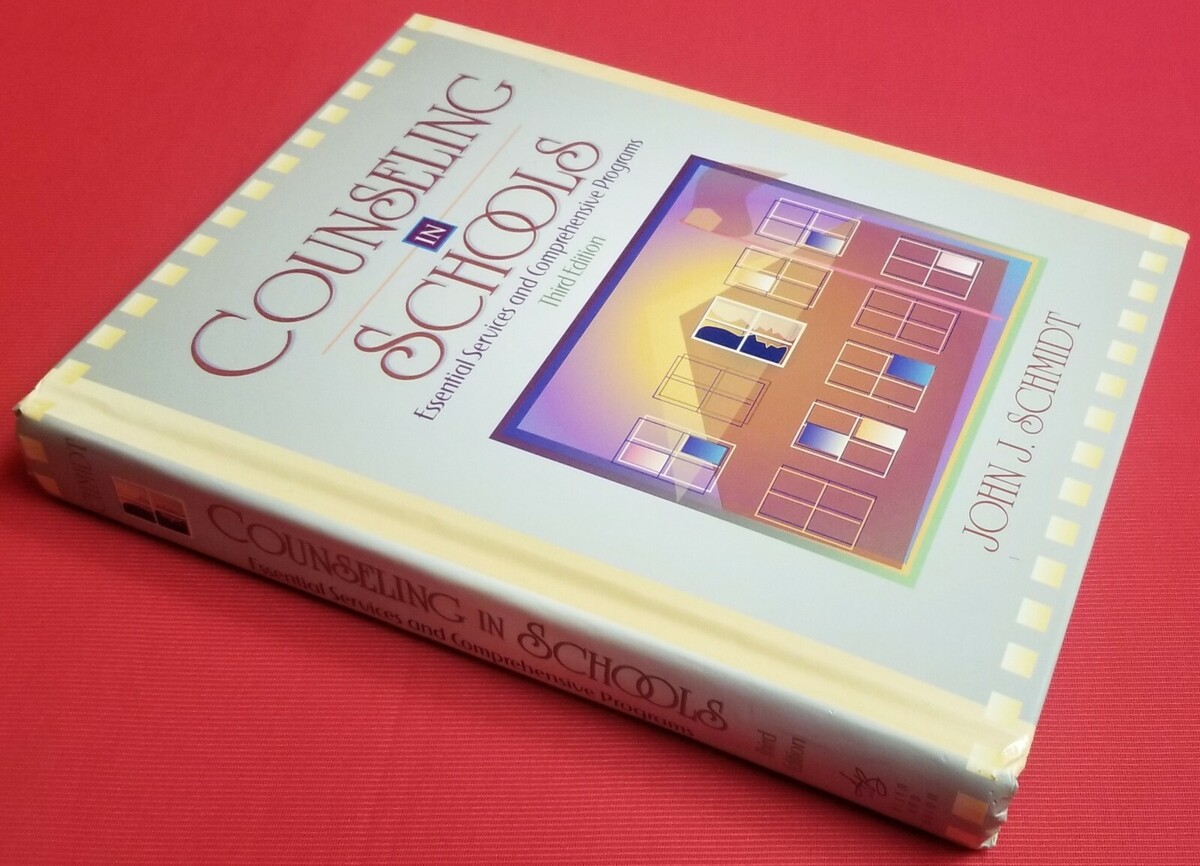 COUNSELING
IN
SCHOOLS
Essential Services and Comprehensive Programs
Third Edition
JOHN J. SCHMIDT
SCHMIDT
COUNSELING IN SCHOOLS
Essential Services and Comprehensive Programs
Third
Edition